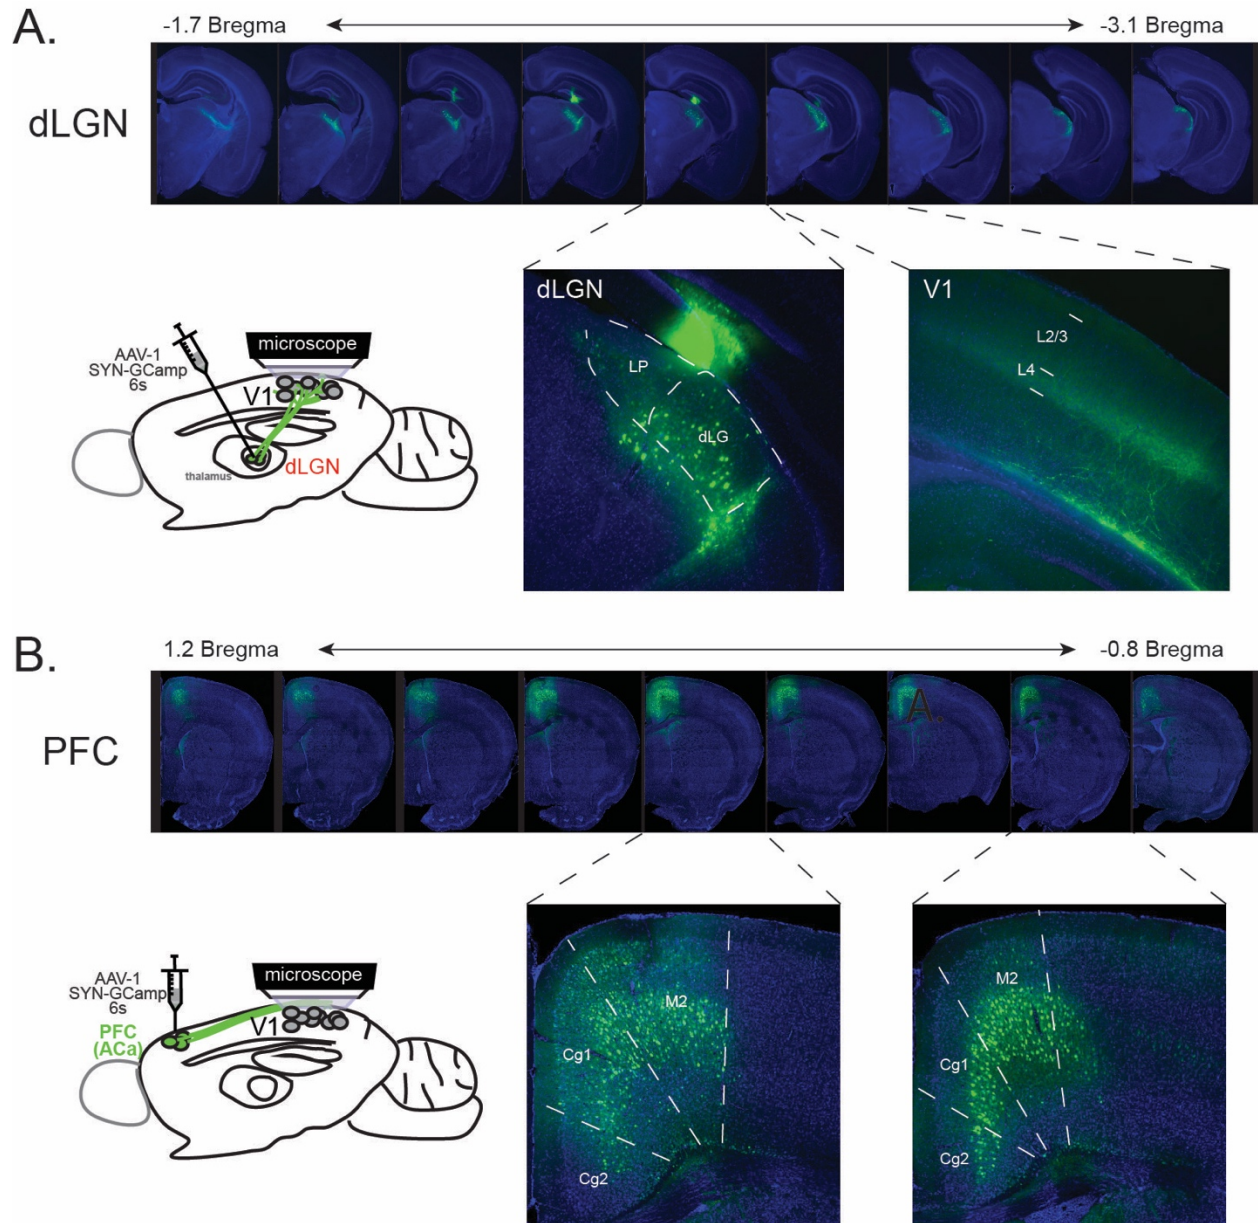 A.
-1.7 Bregma
-3.1 Bregma
dLGN
dLGN
LP
dLG
V1
L2/3
L4
microscope
AAV-1
SYN-GCamp
6s
V1
thalamus
dLGN
B.
1.2 Bregma
-0.8 Bregma
PFC
A.
microscope
AAV-1
SYN-GCamp
6s
PFC
(ACa)
V1
M2
Cg1
Cg2
M2
Cg1
Cg2